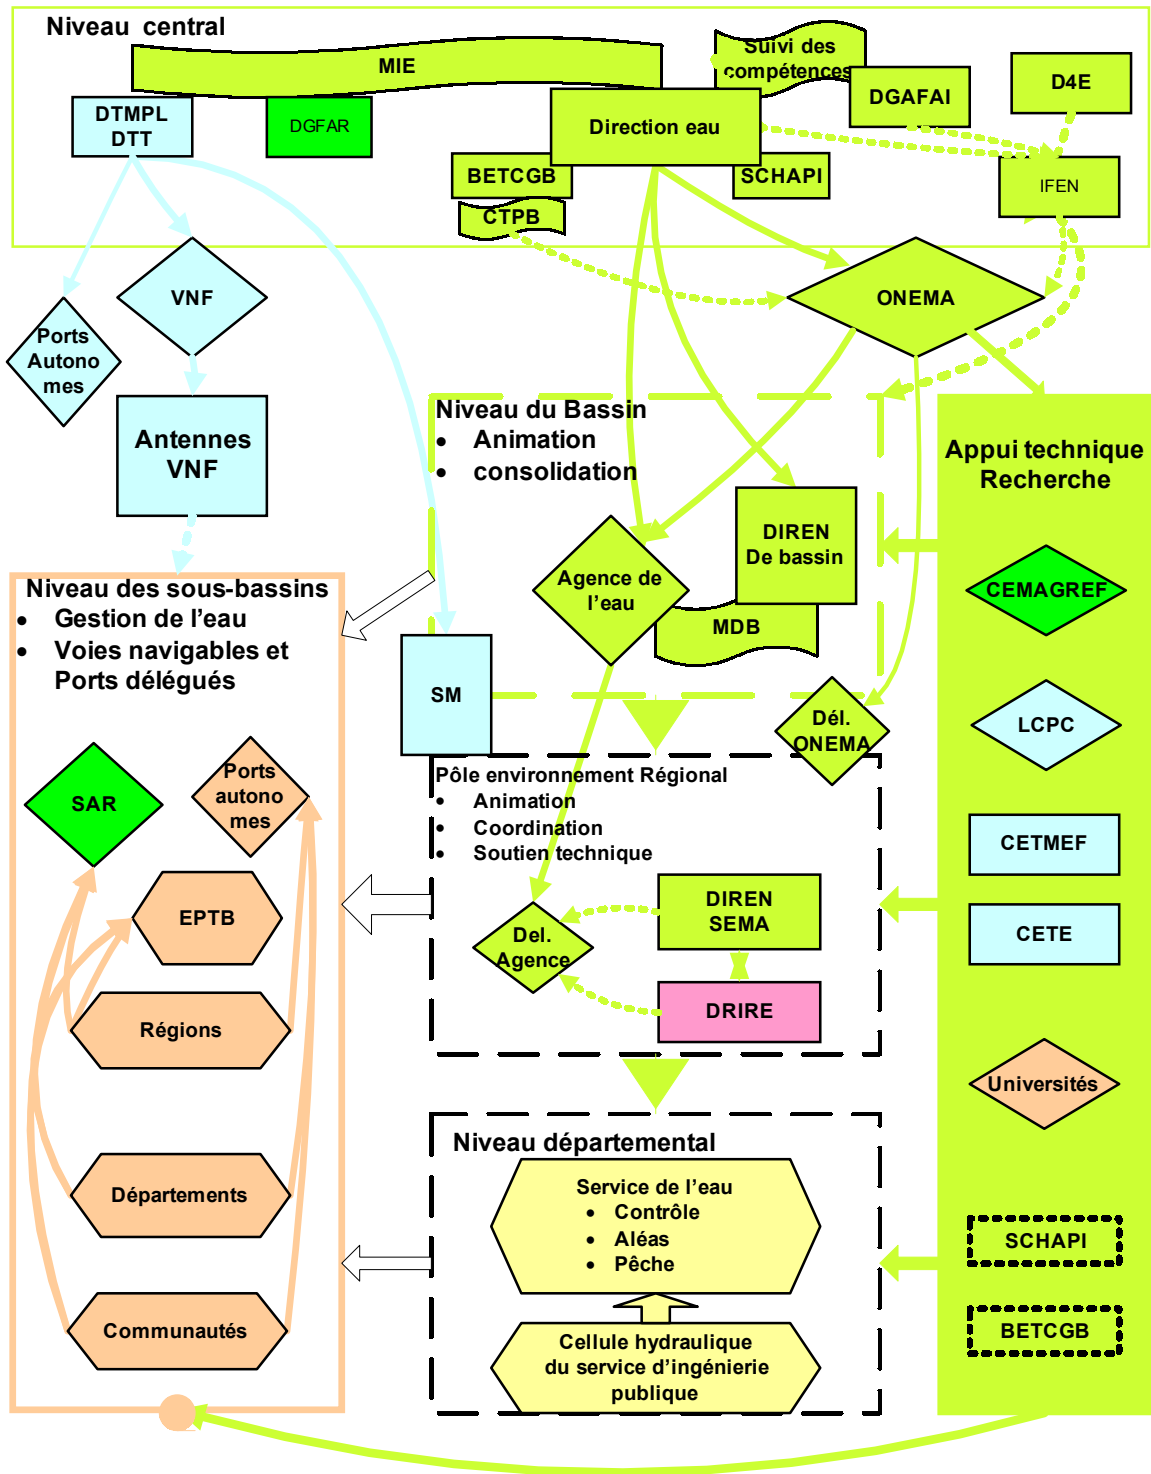 Niveau  central
MIE
Suivi des
compétences
DTMPL
DTT
DGFAR
Direction eau
DGAFAI
D4E
BETCGB
SCHAPI
IFEN
CTPB
VNF
ONEMA
Ports
Autono
mes
Antennes
VNF
Niveau du Bassin
• Animation
• consolidation
Appui technique
Recherche
DIREN
De bassin
Agence de
l’eau
MDB
CEMAGREF
Niveau des sous-bassins
• Gestion de l’eau
• Voies navigables et
Ports délégués
SM
Dél.
ONEMA
LCPC
Pôle environnement Régional
• Animation
• Coordination
• Soutien technique
SAR
Ports
autono
mes
CETMEF
EPTB
DIREN
SEMA
Del.
Agence
CETE
Régions
DRIRE
Universités
Niveau départemental
Service de l’eau
• Contrôle
• Aléas
• Pêche
Départements
SCHAPI
Communautés
Cellule hydraulique
du service d’ingénierie
publique
BETCGB